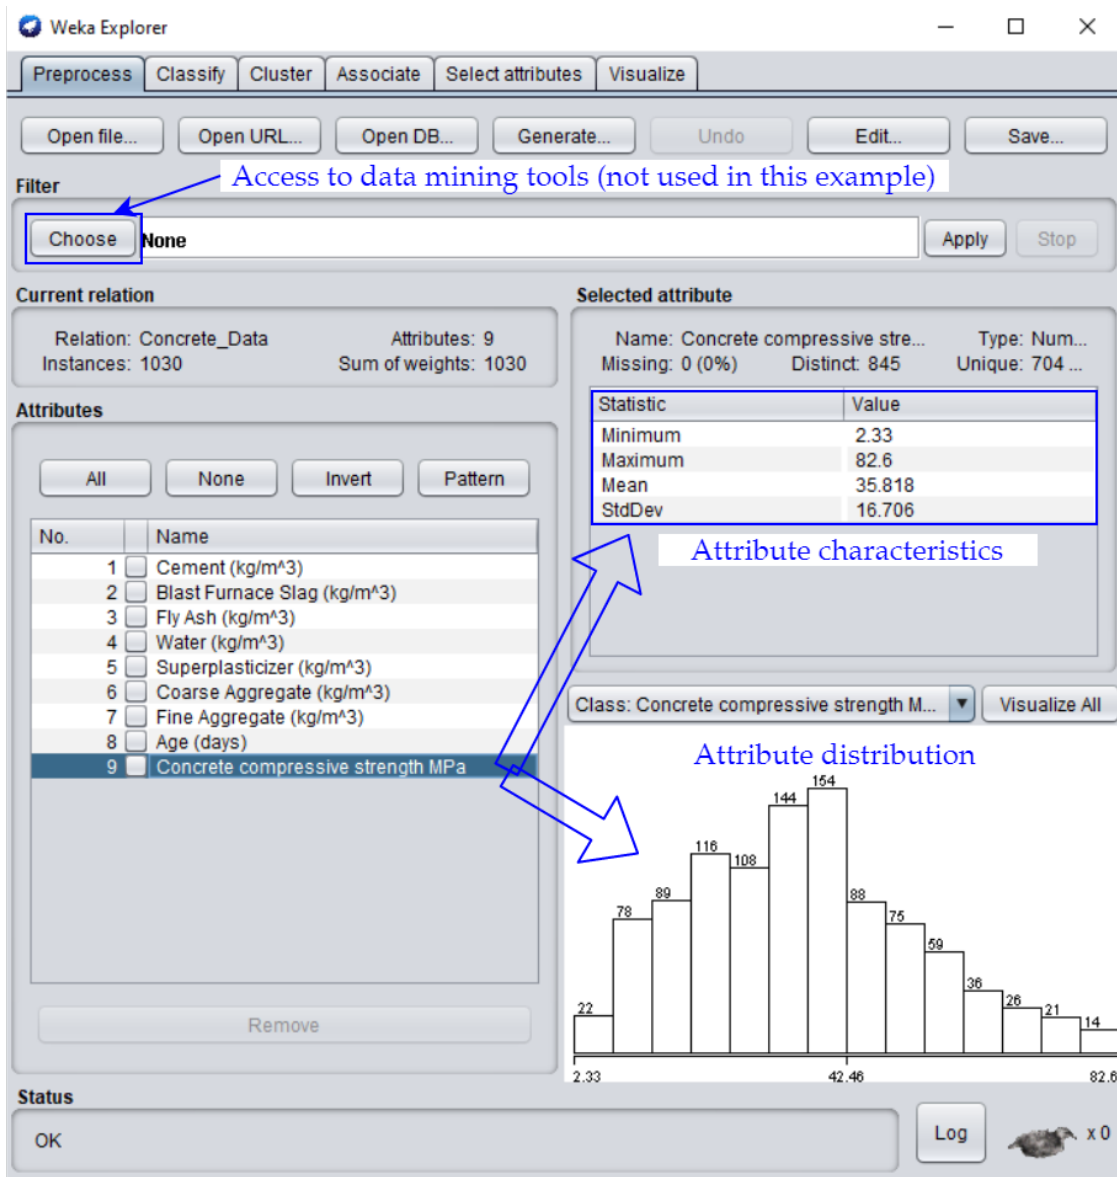 Weka Explorer
Preprocess Classify Cluster Associate Select attributes Visualize
Open file... Open URL... Open DB... Generate... Undo Edit... Save...
Access to data mining tools (not used in this example)
Filter
Choose None Apply Stop
Current relation
Relation: Concrete_Data Attributes: 9
Instances: 1030 Sum of weights: 1030
Selected attribute
Name: Concrete compressive stre... Type: Num...
Missing: 0 (0%) Distinct: 845 Unique: 704 ...
Statistic Value
Minimum 2.33
Maximum 82.6
Mean 35.818
StdDev 16.706
Attribute characteristics
Attributes
All None Invert Pattern
No. Name
1 Cement (kg/m^3)
2 Blast Furnace Slag (kg/m^3)
3 Fly Ash (kg/m^3)
4 Water (kg/m^3)
5 Superplasticizer (kg/m^3)
6 Coarse Aggregate (kg/m^3)
7 Fine Aggregate (kg/m^3)
8 Age (days)
9 Concrete compressive strength MPa
Remove
Class: Concrete compressive strength M... Visualize All
Attribute distribution
22 78 89 116 108 144 154 88 75 59 36 26 21 14
2.33 42.46 82.6
Status
OK
Log x 0